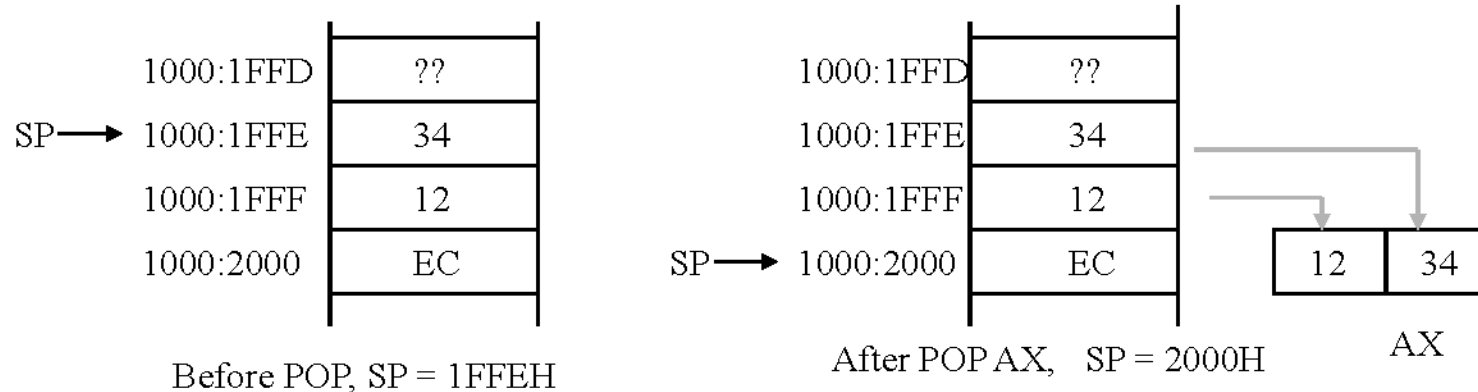 1000:1FFD ??
SP 1000:1FFE 34
1000:1FFF 12
1000:2000 EC
Before POP, SP = 1FFEH
1000:1FFD ??
1000:1FFE 34
1000:1FFF 12
SP 1000:2000 EC
12 34
AX
After POP AX, SP = 2000H